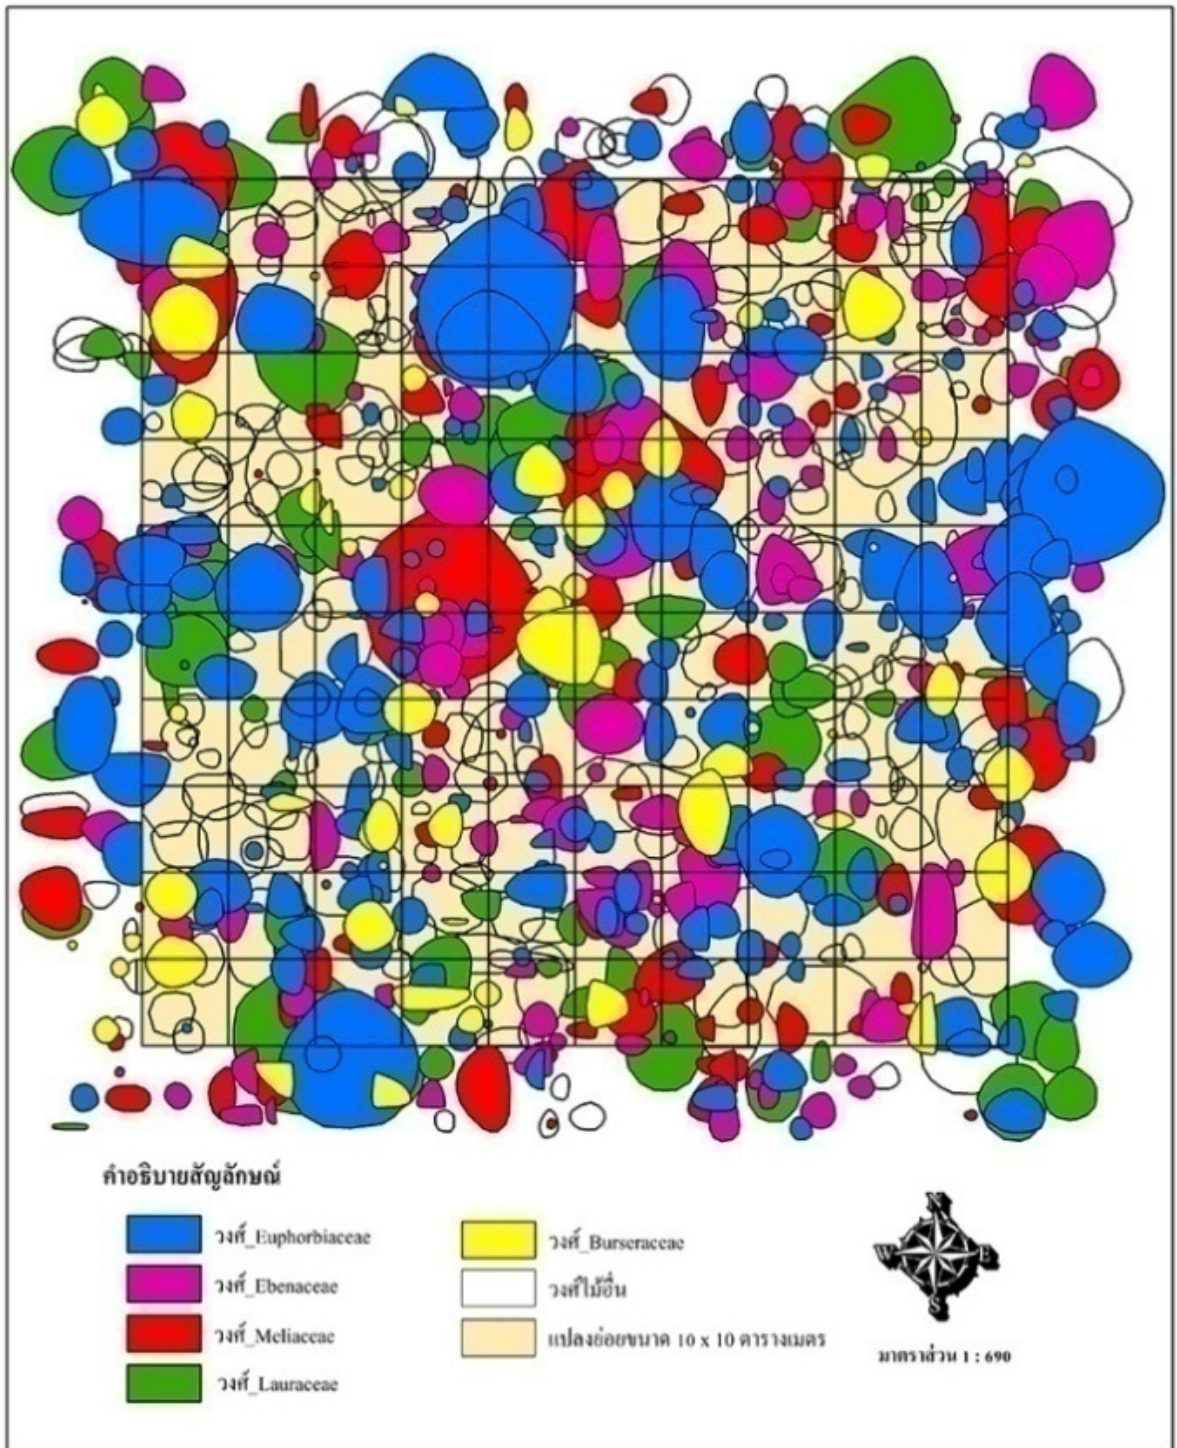 คำอธิบายสัญลักษณ์
วงศ์_Euphorbiaceae
วงศ์_Ebenaceae
วงศ์_Meliaceae
วงศ์_Lauraceae
วงศ์_Burseraceae
วงศ์ไม้อื่น
แปลงย่อยขนาด 10 x 10 ตารางเมตร
N
W E
S
มาตราส่วน 1 : 690